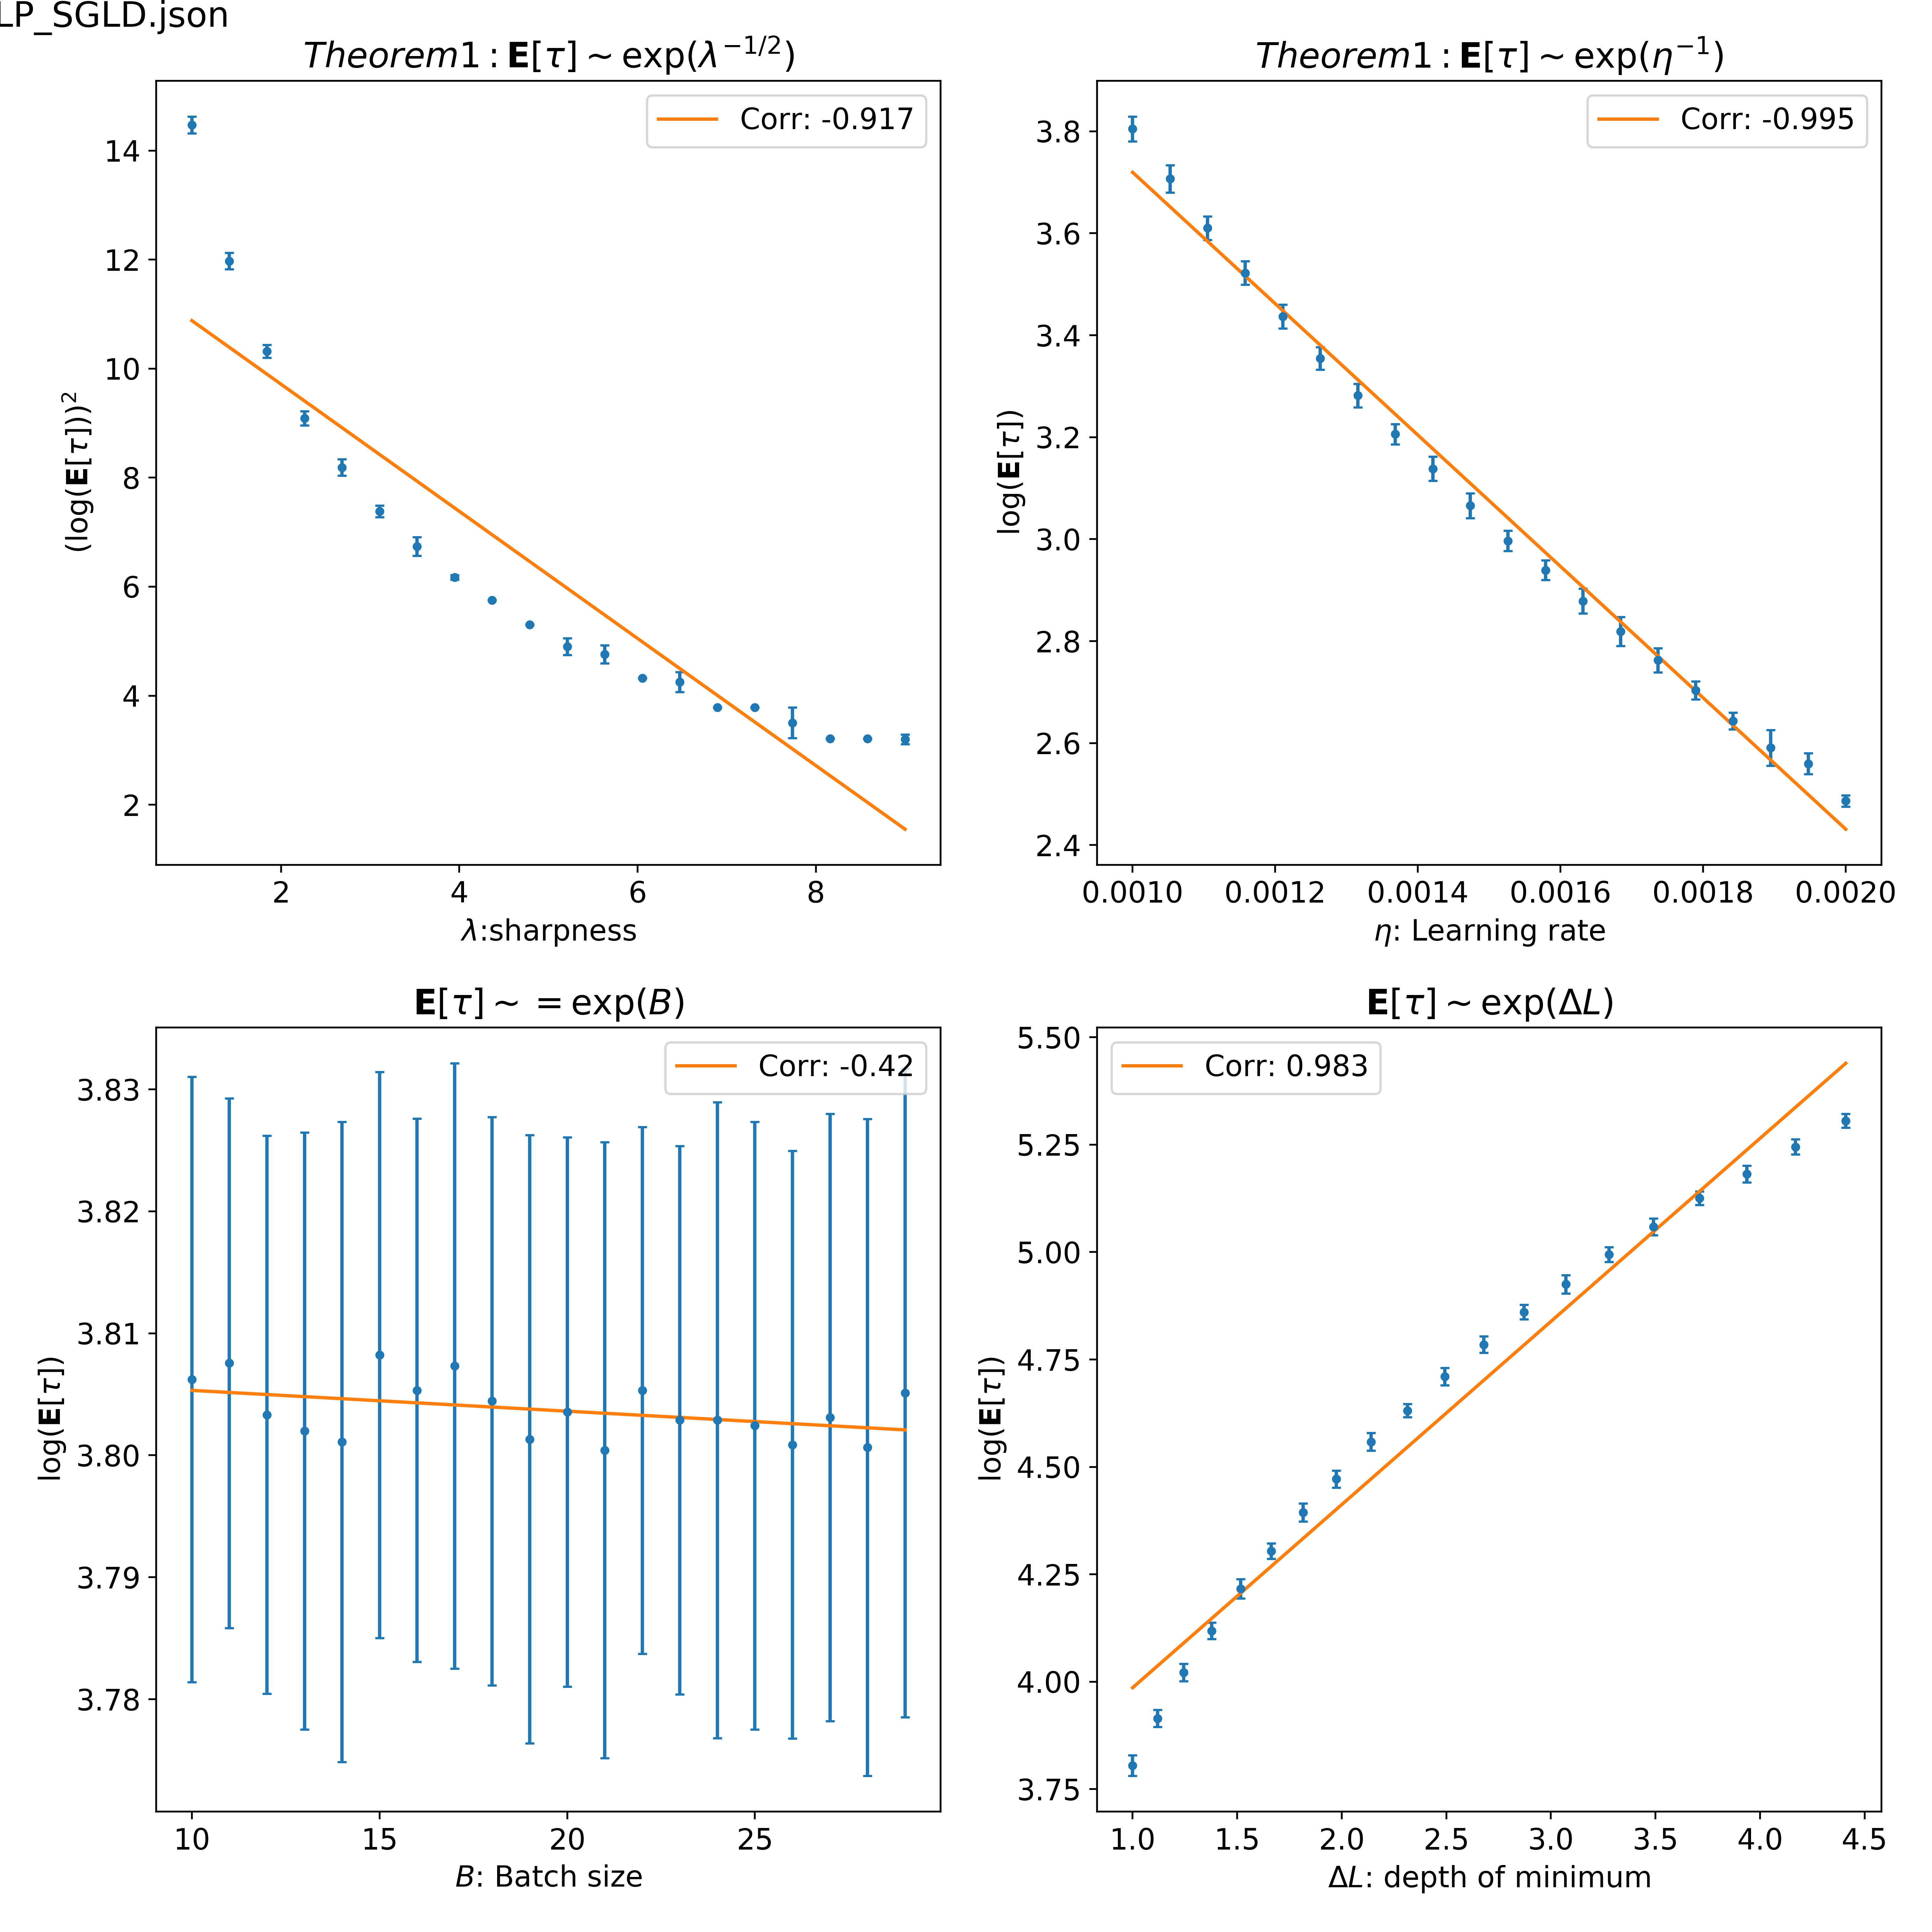 LP_SGLD.json
Theorem1 : E[τ] ~ exp(λ^{-1/2})
Corr: -0.917
(log(E[τ]))²
14
12
10
8
6
4
2
2 4 6 8
λ:sharpness
Theorem1 : E[τ] ~ exp(η^{-1})
Corr: -0.995
log(E[τ])
3.8
3.6
3.4
3.2
3.0
2.8
2.6
2.4
0.0010 0.0012 0.0014 0.0016 0.0018 0.0020
η: Learning rate
E[τ] ~ = exp(B)
Corr: -0.42
log(E[τ])
3.83
3.82
3.81
3.80
3.79
3.78
10 15 20 25
B: Batch size
E[τ] ~ exp(ΔL)
Corr: 0.983
log(E[τ])
5.50
5.25
5.00
4.75
4.50
4.25
4.00
3.75
1.0 1.5 2.0 2.5 3.0 3.5 4.0 4.5
ΔL: depth of minimum